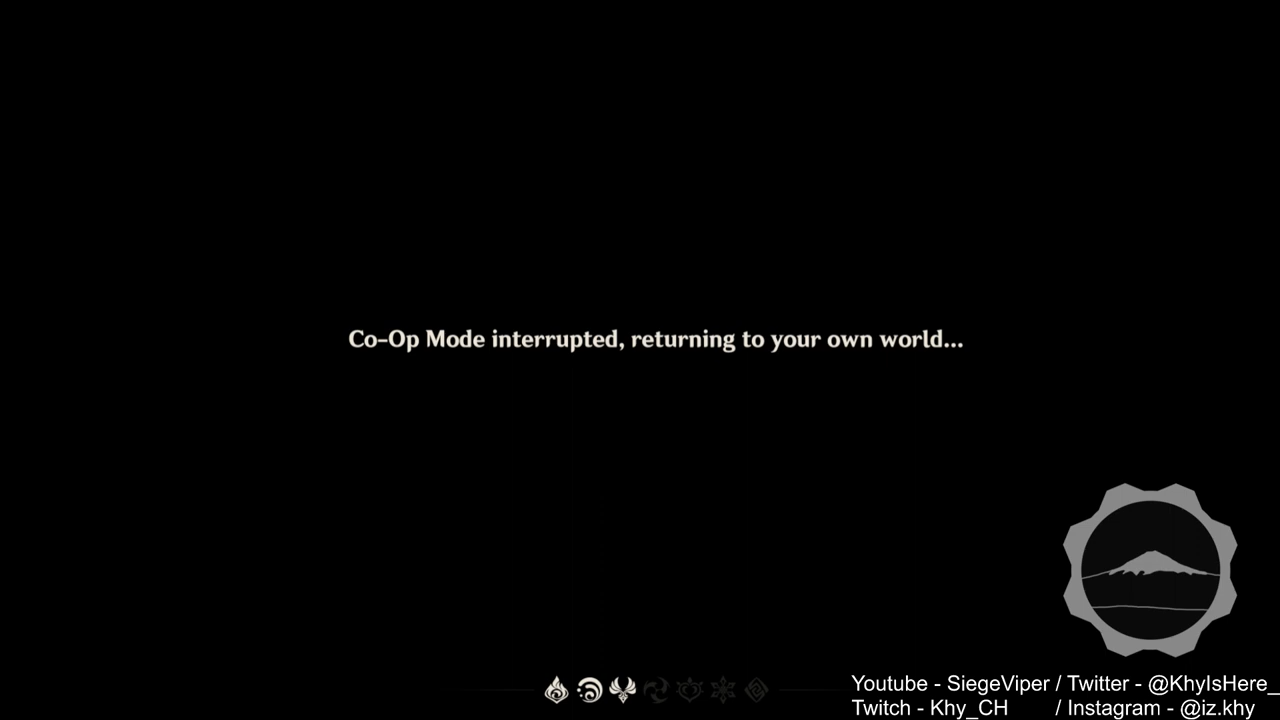 Co-Op Mode interrupted, returning to your own world...
Youtube - SiegeViper / Twitter - @KhyIsHere_
Twitch - Khy_CH / Instagram - @iz.khy